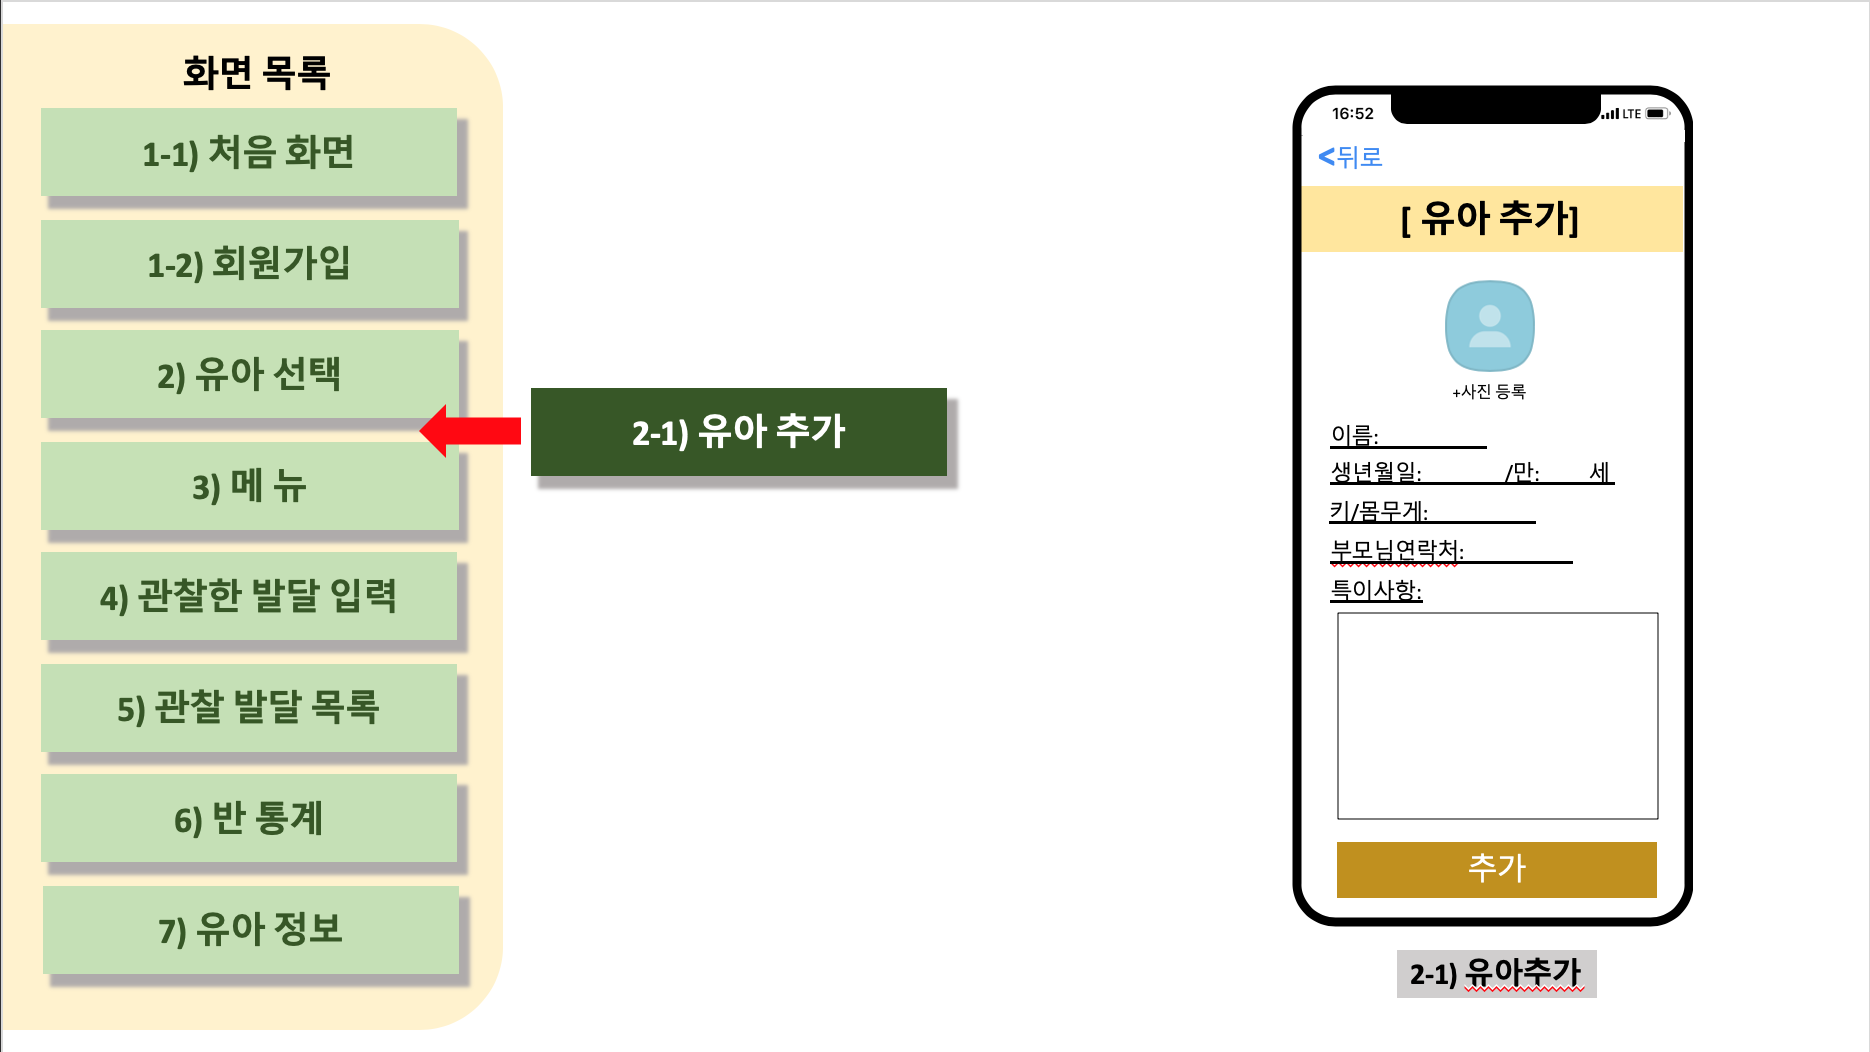 화면 목록
1-1) 처음 화면
1-2) 회원가입
2) 유아 선택
3) 메 뉴
4) 관찰한 발달 입력
5) 관찰 발달 목록
6) 반 통계
7) 유아 정보
2-1) 유아 추가
16:52 LTE
<뒤로
[ 유아 추가]
+사진 등록
이름:
생년월일: /만: 세
키/몸무게:
부모님연락처:
특이사항:
추가
2-1) 유아추가